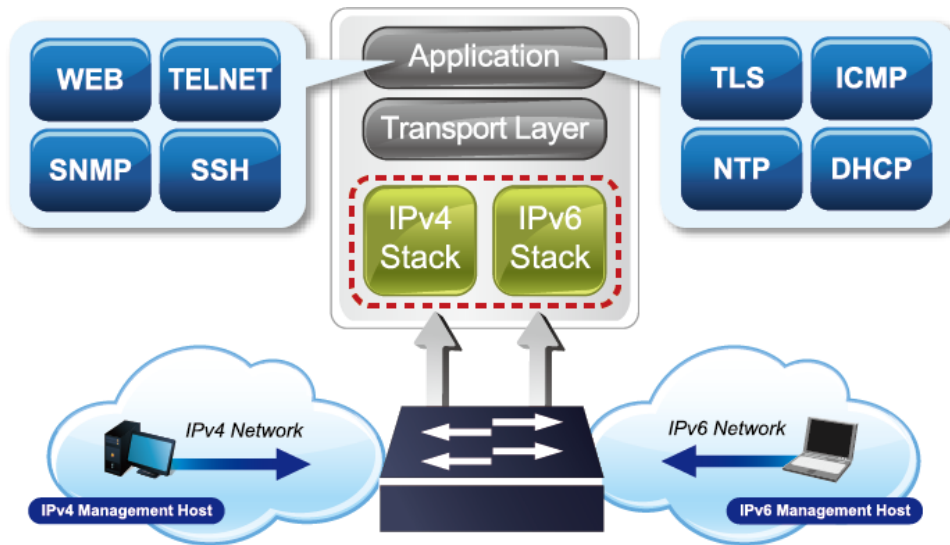 WEB
TELNET
SNMP
SSH
Application
Transport Layer
IPv4
Stack
IPv6
Stack
TLS
ICMP
NTP
DHCP
IPv4 Network
IPv4 Management Host
IPv6 Network
IPv6 Management Host